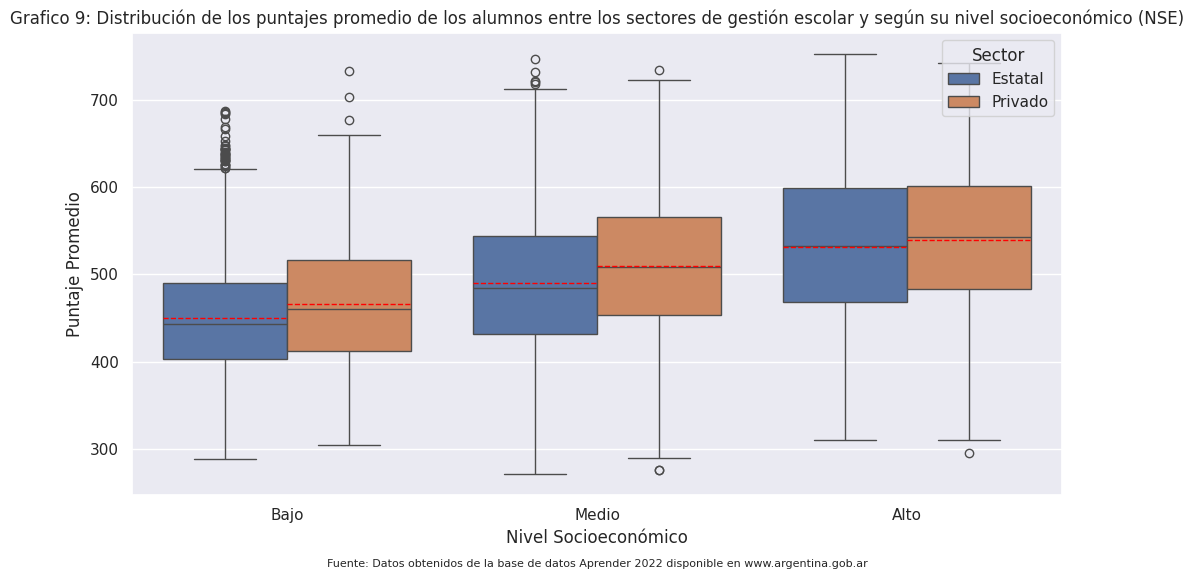 Grafico 9: Distribución de los puntajes promedio de los alumnos entre los sectores de gestión escolar y según su nivel socioeconómico (NSE)
Sector
Estatal
Privado
Puntaje Promedio
700
600
500
400
300
Bajo
Medio
Alto
Nivel Socioeconómico
Fuente: Datos obtenidos de la base de datos Aprender 2022 disponible en www.argentina.gob.ar